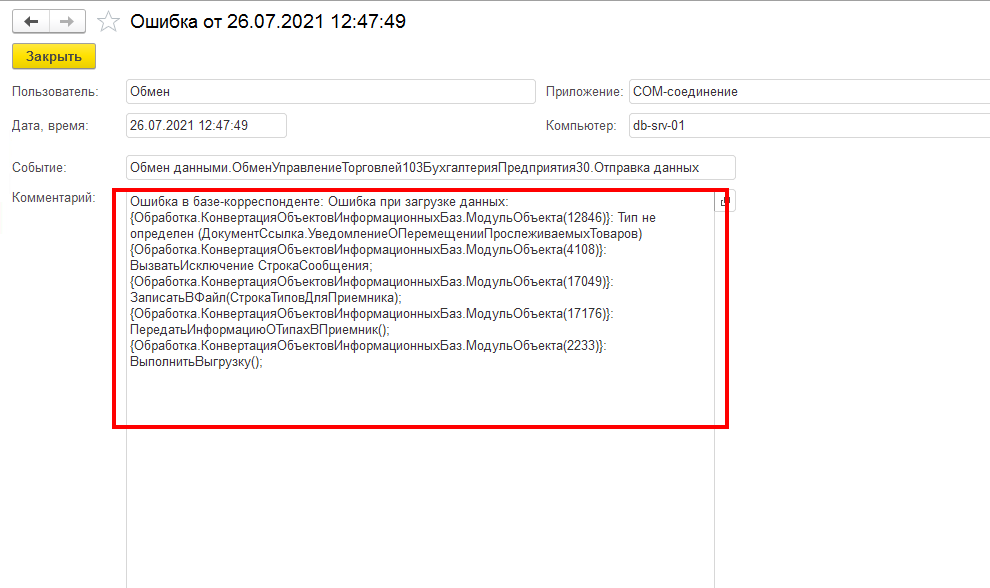 Ошибка от 26.07.2021 12:47:49
Закрыть
Пользователь: Обмен Приложение: COM-соединение
Дата, время: 26.07.2021 12:47:49 Компьютер: db-srv-01
Событие: Обмен данными.ОбменУправлениеТорговлей103БухгалтерияПредприятия30.Отправка данных
Комментарий: Ошибка в базе-корреспонденте: Ошибка при загрузке данных:
{Обработка.КонвертацияОбъектовИнформационныхБаз.МодульОбъекта(12846)}: Тип не
определен (ДокументСсылка.УведомлениеОПеремещенииПрослеживаемыхТоваров)
{Обработка.КонвертацияОбъектовИнформационныхБаз.МодульОбъекта(4108)}:
ВызватьИсключение СтрокаСообщения;
{Обработка.КонвертацияОбъектовИнформационныхБаз.МодульОбъекта(17049)}:
ЗаписатьВФайл(СтрокаТиповДляПриемника);
{Обработка.КонвертацияОбъектовИнформационныхБаз.МодульОбъекта(17176)}:
ПередатьИнформациюОТипахВПриемник();
{Обработка.КонвертацияОбъектовИнформационныхБаз.МодульОбъекта(2233)}:
ВыполнитьВыгрузку();